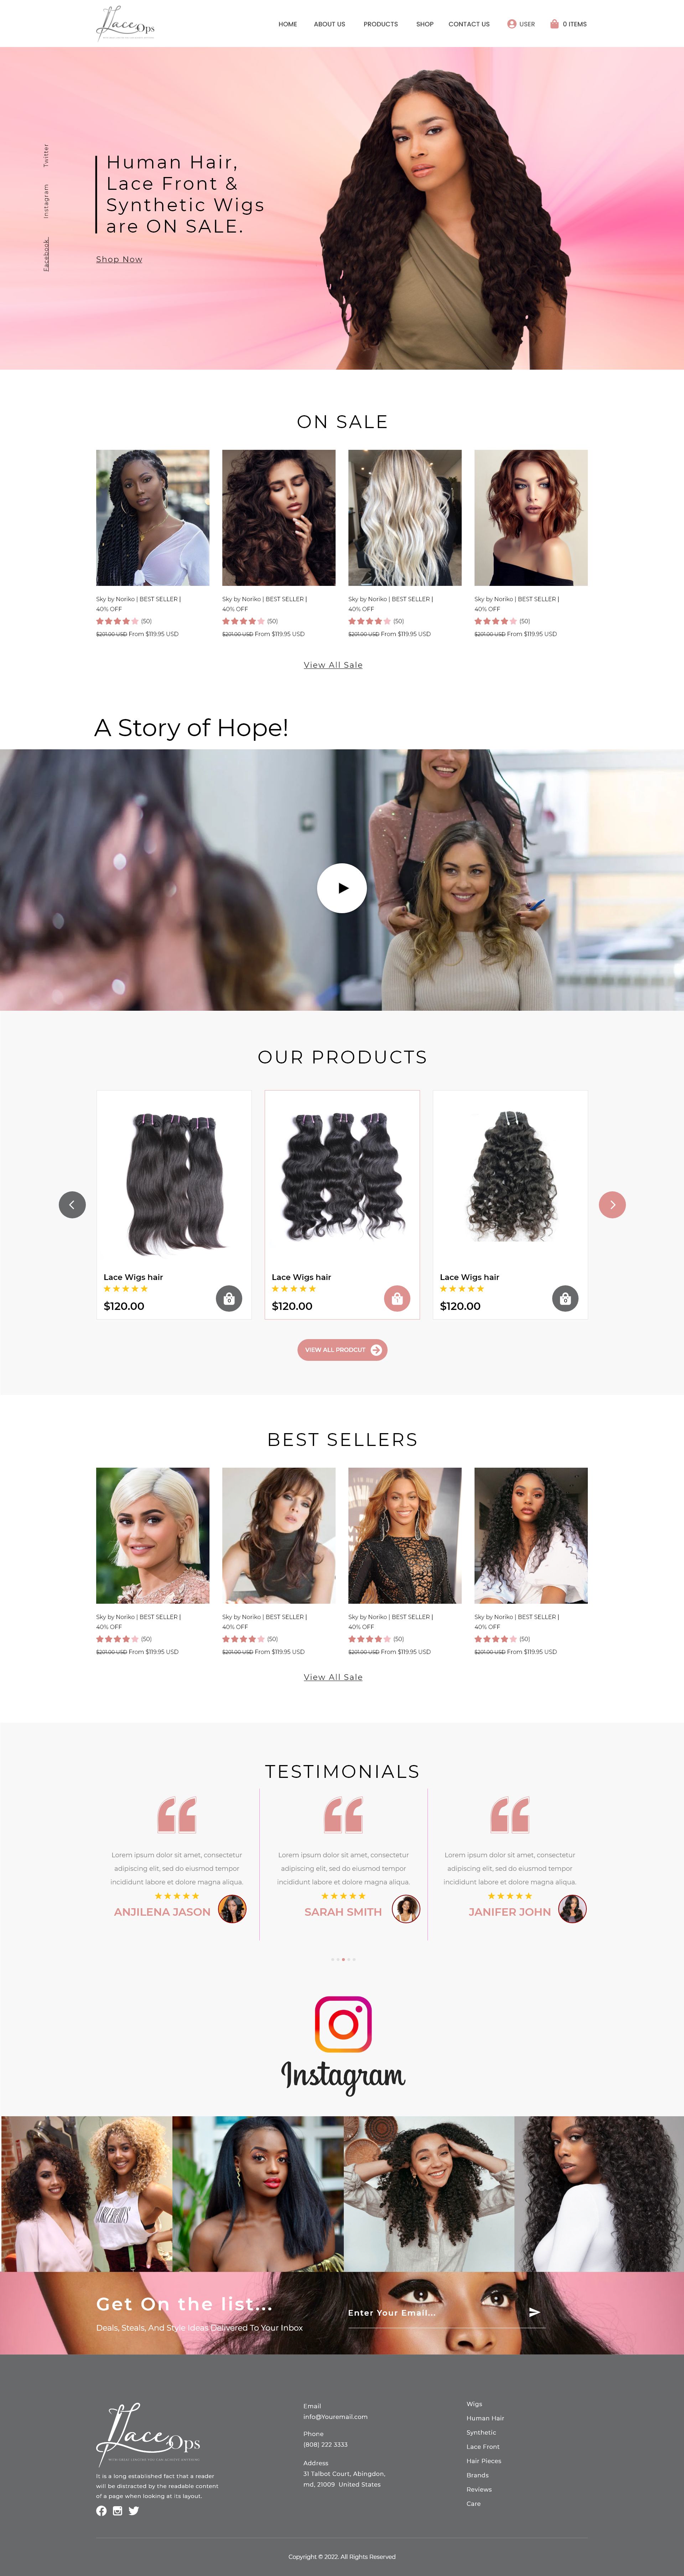 Lace Ops
HOME
ABOUT US
PRODUCTS
SHOP
CONTACT US
USER
0 ITEMS
Twitter
Instagram
Facebook
Human Hair,
Lace Front &
Synthetic Wigs
are ON SALE.
Shop Now
ON SALE
Sky by Noriko | BEST SELLER |
40% OFF
(50)
$201.00 USD From $119.95 USD
Sky by Noriko | BEST SELLER |
40% OFF
(50)
$201.00 USD From $119.95 USD
Sky by Noriko | BEST SELLER |
40% OFF
(50)
$201.00 USD From $119.95 USD
Sky by Noriko | BEST SELLER |
40% OFF
(50)
$201.00 USD From $119.95 USD
View All Sale
A Story of Hope!
OUR PRODUCTS
Lace Wigs hair
$120.00
0
Lace Wigs hair
$120.00
1
Lace Wigs hair
$120.00
0
VIEW ALL PRODCUT
BEST SELLERS
Sky by Noriko | BEST SELLER |
40% OFF
(50)
$201.00 USD From $119.95 USD
Sky by Noriko | BEST SELLER |
40% OFF
(50)
$201.00 USD From $119.95 USD
Sky by Noriko | BEST SELLER |
40% OFF
(50)
$201.00 USD From $119.95 USD
Sky by Noriko | BEST SELLER |
40% OFF
(50)
$201.00 USD From $119.95 USD
View All Sale
TESTIMONIALS
Lorem ipsum dolor sit amet, consectetur
adipiscing elit, sed do eiusmod tempor
incididunt labore et dolore magna aliqua.
ANJILENA JASON
Lorem ipsum dolor sit amet, consectetur
adipiscing elit, sed do eiusmod tempor
incididunt labore et dolore magna aliqua.
SARAH SMITH
Lorem ipsum dolor sit amet, consectetur
adipiscing elit, sed do eiusmod tempor
incididunt labore et dolore magna aliqua.
JANIFER JOHN
Instagram
Get On the list...
Deals, Steals, And Style Ideas Delivered To Your Inbox
Enter Your Email...
Lace Ops
It is a long established fact that a reader
will be distracted by the readable content
of a page when looking at its layout.
Email
info@Youremail.com
Phone
(808) 222 3333
Address
31 Talbot Court, Abingdon,
md, 21009 United States
Wigs
Human Hair
Synthetic
Lace Front
Hair Pieces
Brands
Reviews
Care
Copyright © 2022. All Rights Reserved